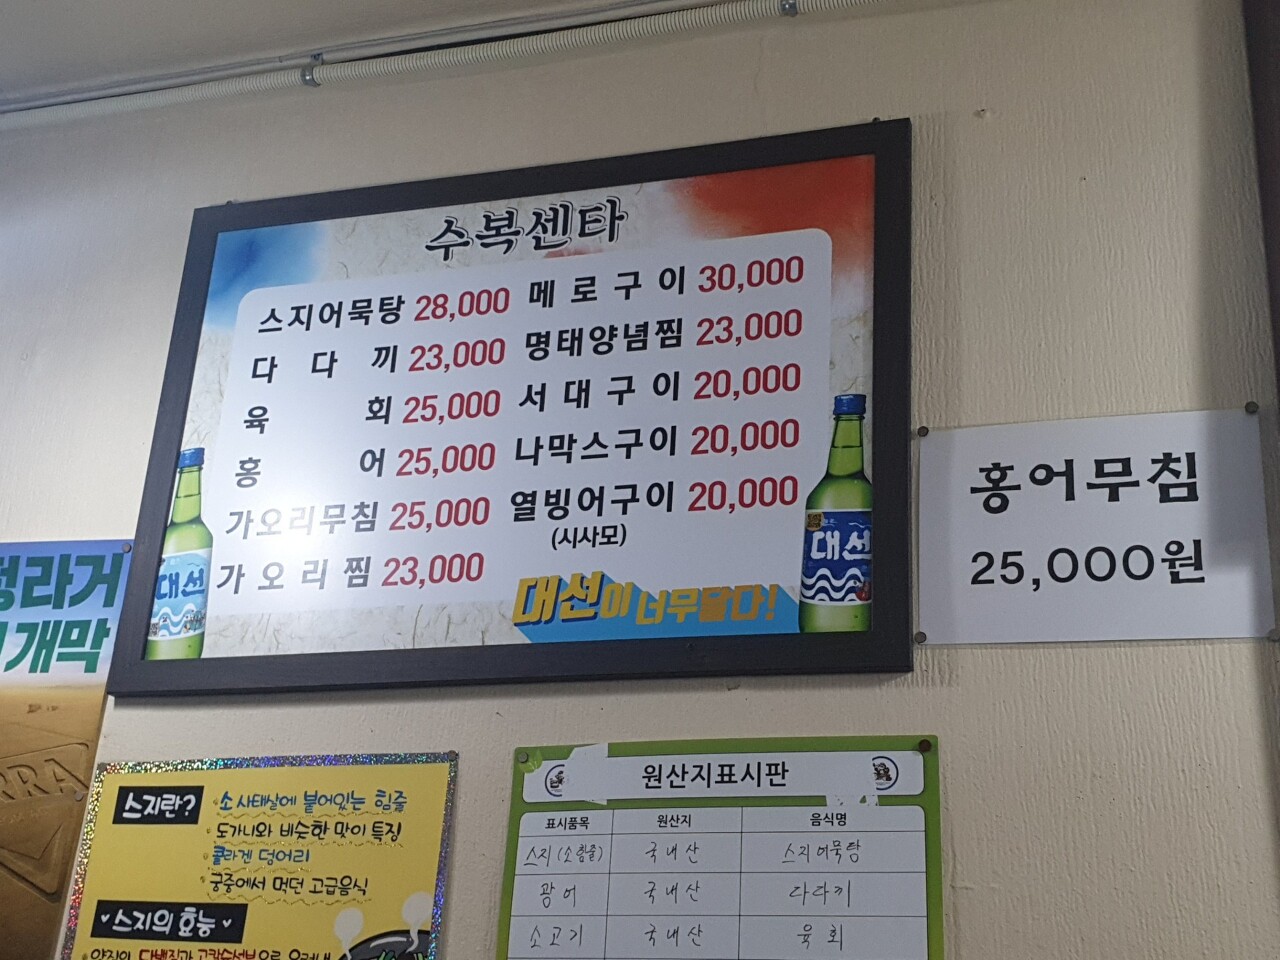 수복센타
스지어묵탕 28,000
다다끼 23,000
육회 25,000
홍어 25,000
가오리무침 25,000
가오리찜 23,000
메로구이 30,000
명태양념찜 23,000
서대구이 20,000
나막스구이 20,000
열빙어구이 20,000
(시사모)
대선이 너무달다!
대선
대선
홍어무침
25,000원
라거
개막
스지란?
소 사태살에 붙어있는 힘줄
도가니와 비슷한 맛이 특징
콜라겐 덩어리
궁중에서 먹던 고급음식
스지의 효능
원산지표시판
표시품목 원산지 음식명
스지(소힘줄) 국내산 스지어묵탕
광어 국내산 다다끼
소고기 국내산 육회